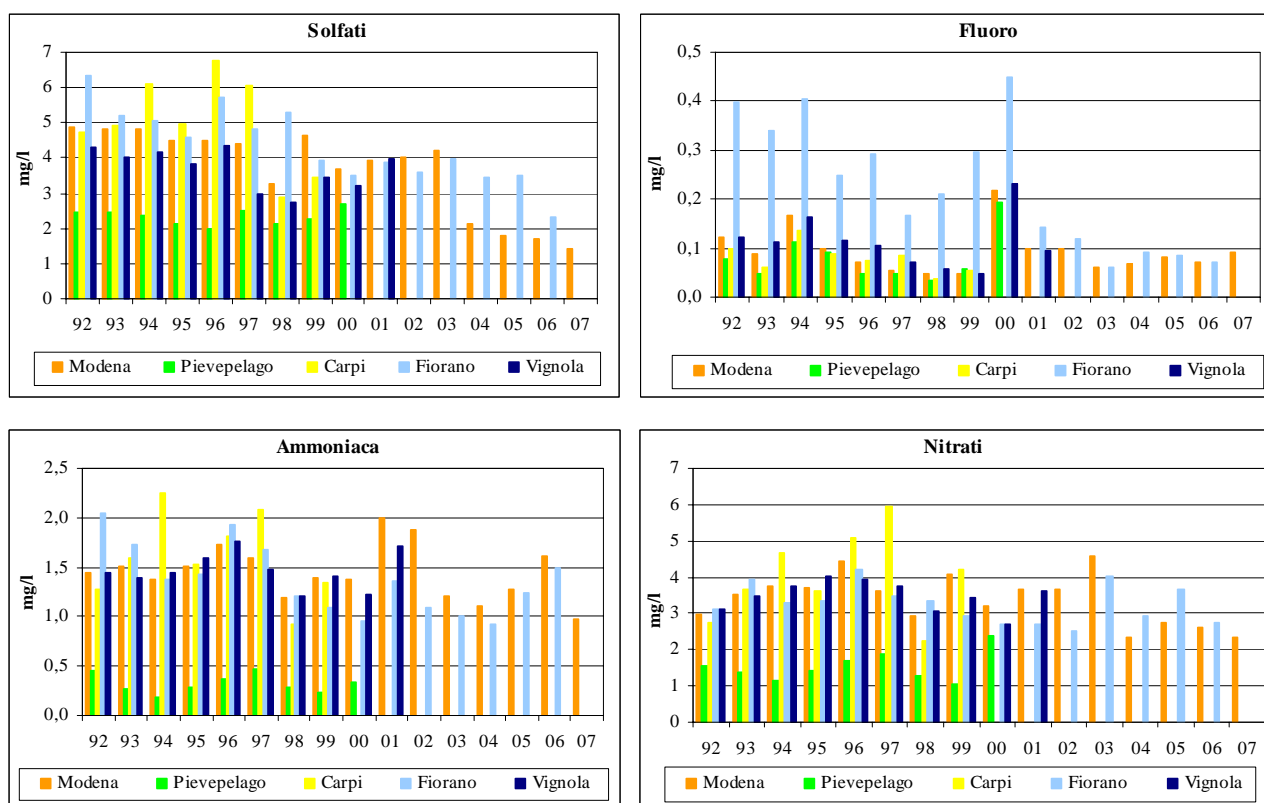 Solfati
7
6
5
4
3
2
1
0
mg/l
92 93 94 95 96 97 98 99 00 01 02 03 04 05 06 07
Modena Pievepelago Carpi Fiorano Vignola
Fluoro
0,5
0,4
0,3
0,2
0,1
0,0
mg/l
92 93 94 95 96 97 98 99 00 01 02 03 04 05 06 07
Modena Pievepelago Carpi Fiorano Vignola
Ammoniaca
2,5
2,0
1,5
1,0
0,5
0,0
mg/l
92 93 94 95 96 97 98 99 00 01 02 03 04 05 06 07
Modena Pievepelago Carpi Fiorano Vignola
Nitrati
7
6
5
4
3
2
1
0
mg/l
92 93 94 95 96 97 98 99 00 01 02 03 04 05 06 07
Modena Pievepelago Carpi Fiorano Vignola